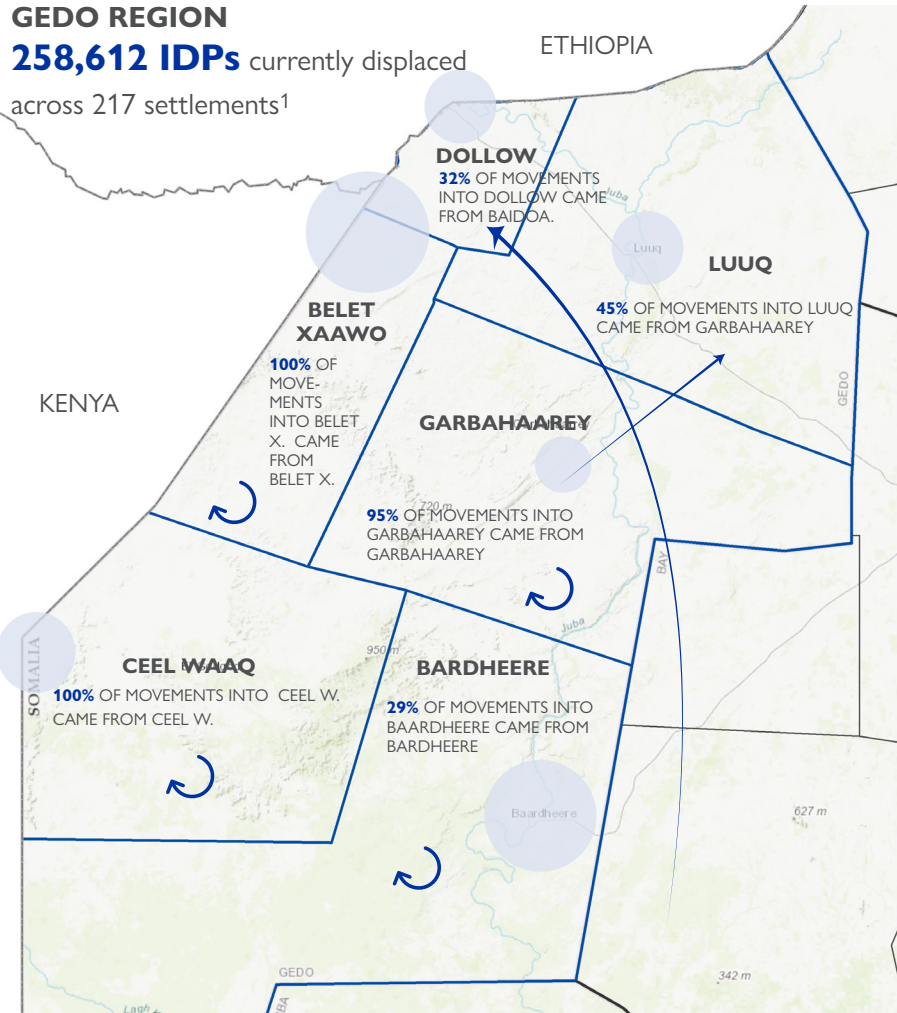 GEDO REGION
258,612 IDPs currently displaced
across 217 settlements¹
ETHIOPIA
DOLLOW
32% OF MOVEMENTS
INTO DOLLOW CAME
FROM BAIDOA.
Juba
Luuq
LUUQ
45% OF MOVEMENTS INTO LUUQ
CAME FROM GARBAHAAREY
BELET
XAAWO
100% OF
MOVE-
MENTS
INTO BELET
X. CAME
FROM
BELET X.
KENYA
GEDO
GARBAHAAREY
720 m
95% OF MOVEMENTS INTO
GARBAHAAREY CAME FROM
GARBAHAAREY
BAY
Juba
950 m
SOMALIA
CEEL WAAQ
100% OF MOVEMENTS INTO CEEL W.
CAME FROM CEEL W.
BARDHEERE
29% OF MOVEMENTS INTO
BAARDHEERE CAME FROM
BARDHEERE
Baardheere
627 m
GEDO
342 m
Lagh
BA